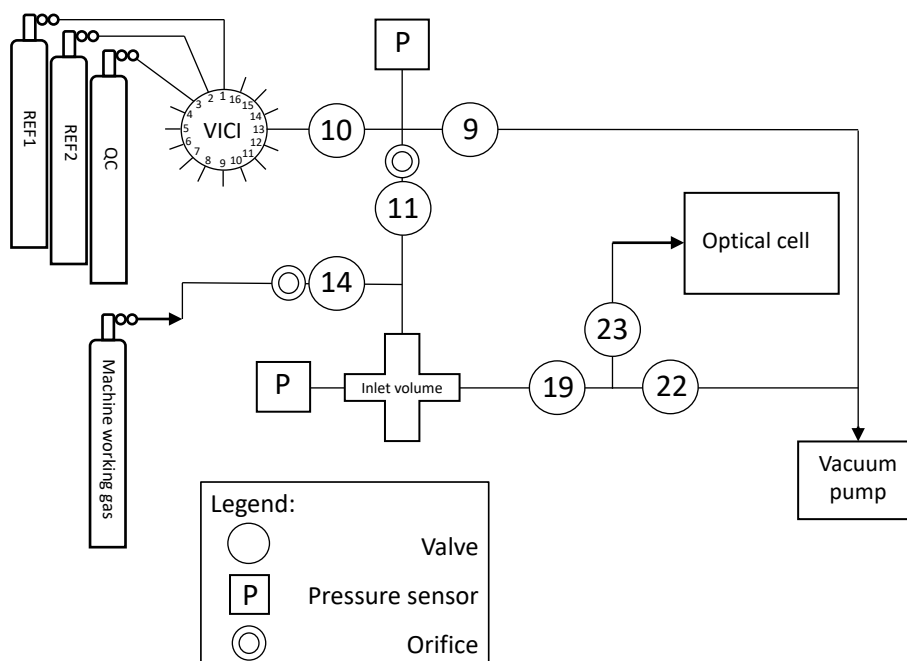 REF1
REF2
QC
VICI
1
2
3
4
5
6
7
8
9
10
11
12
13
14
15
16
P
10
9
11
14
Optical cell
23
Machine working gas
P
Inlet volume
19
22
Vacuum
pump
Legend:
Valve
P
Pressure sensor
Orifice